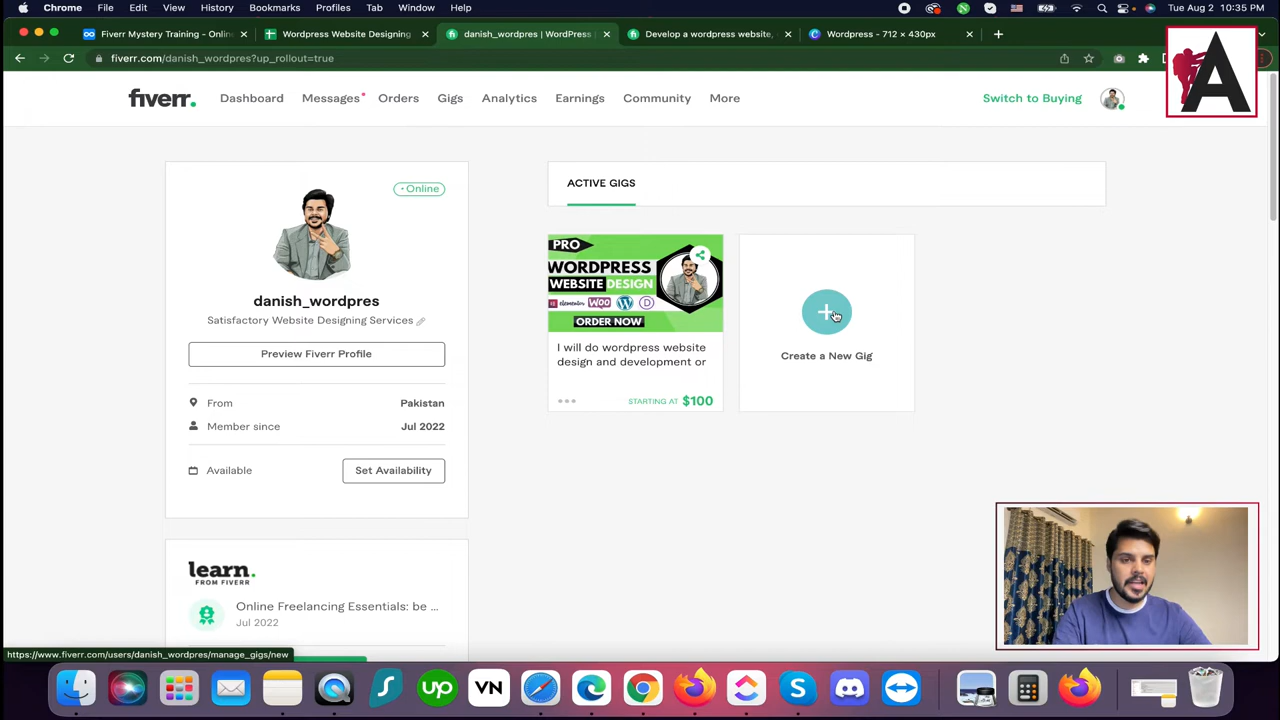 Chrome File Edit View History Bookmarks Profiles Tab Window Help Tue Aug 2 10:35 PM
Fiverr Mystery Training - Onlin WordPress Website Designing danish_wordpres | WordPress Develop a wordpress website, Wordpress - 712 × 430px
fiverr.com/danish_wordpres?up_rollout=true
A
fiverr. Dashboard Messages Orders Gigs Analytics Earnings Community More Switch to Buying
Online
danish_wordpres
Satisfactory Website Designing Services
Preview Fiverr Profile
From Pakistan
Member since Jul 2022
Available Set Availability
learn.
FROM FIVERR
Online Freelancing Essentials: be ...
Jul 2022
ACTIVE GIGS
PRO
WORDPRESS
WEBSITE DESIGN
elementor WOO D
ORDER NOW
I will do wordpress website
design and development or
STARTING AT $100
Create a New Gig
https://www.fiverr.com/users/danish_wordpres/manage_gigs/new
up VN